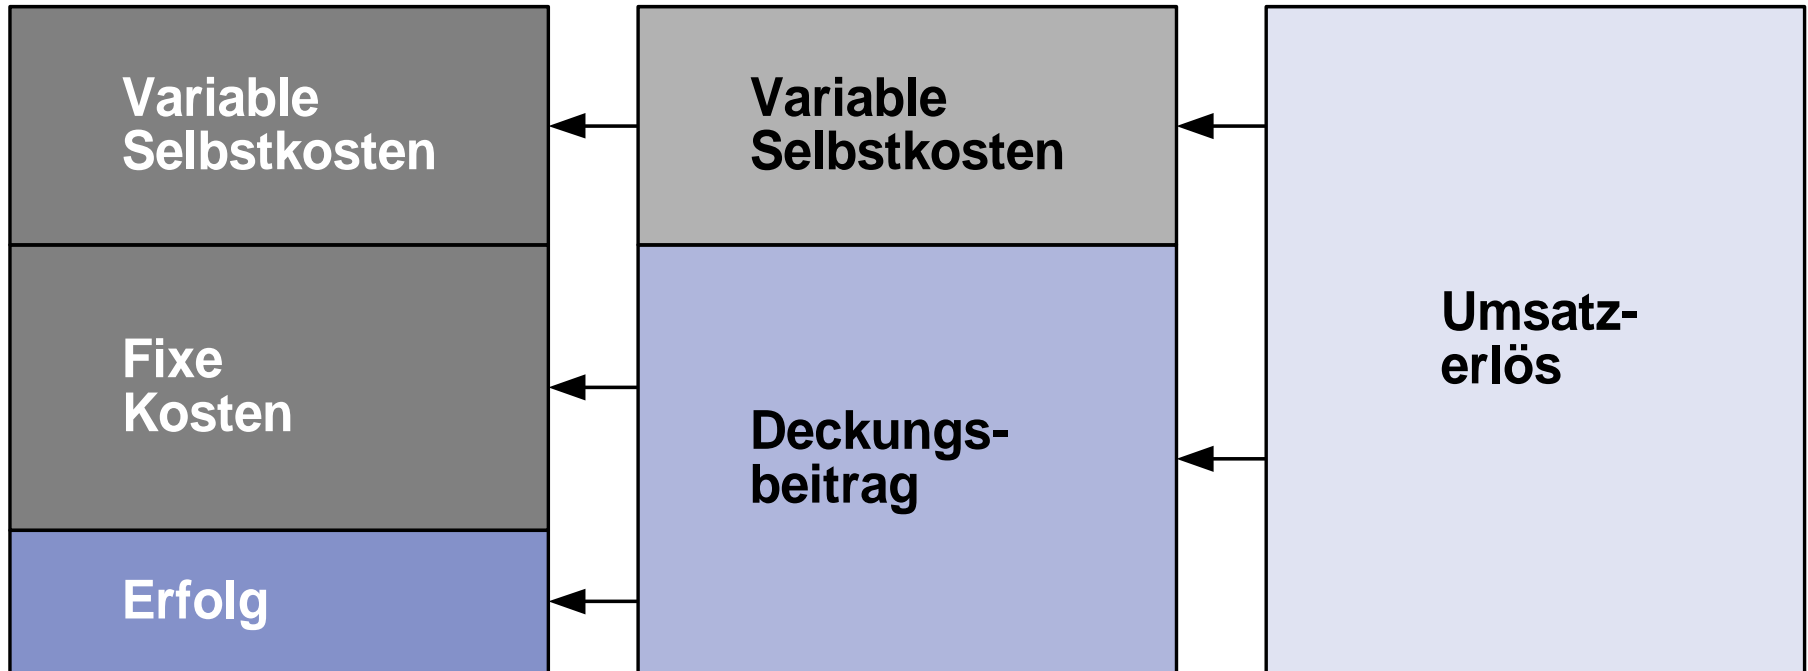 Variable
Selbstkosten
Variable
Selbstkosten
Fixe
Kosten
Deckungs-
beitrag
Umsatz-
erlös
Erfolg